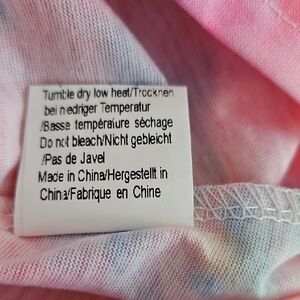 Tumble dry low heat/Trocknen
bei niedriger Temperatur
/Basse température séchage
Do not bleach/Nicht gebleicht
/Pas de Javel
Made in China/Hergestellt in
China/Fabrique en Chine